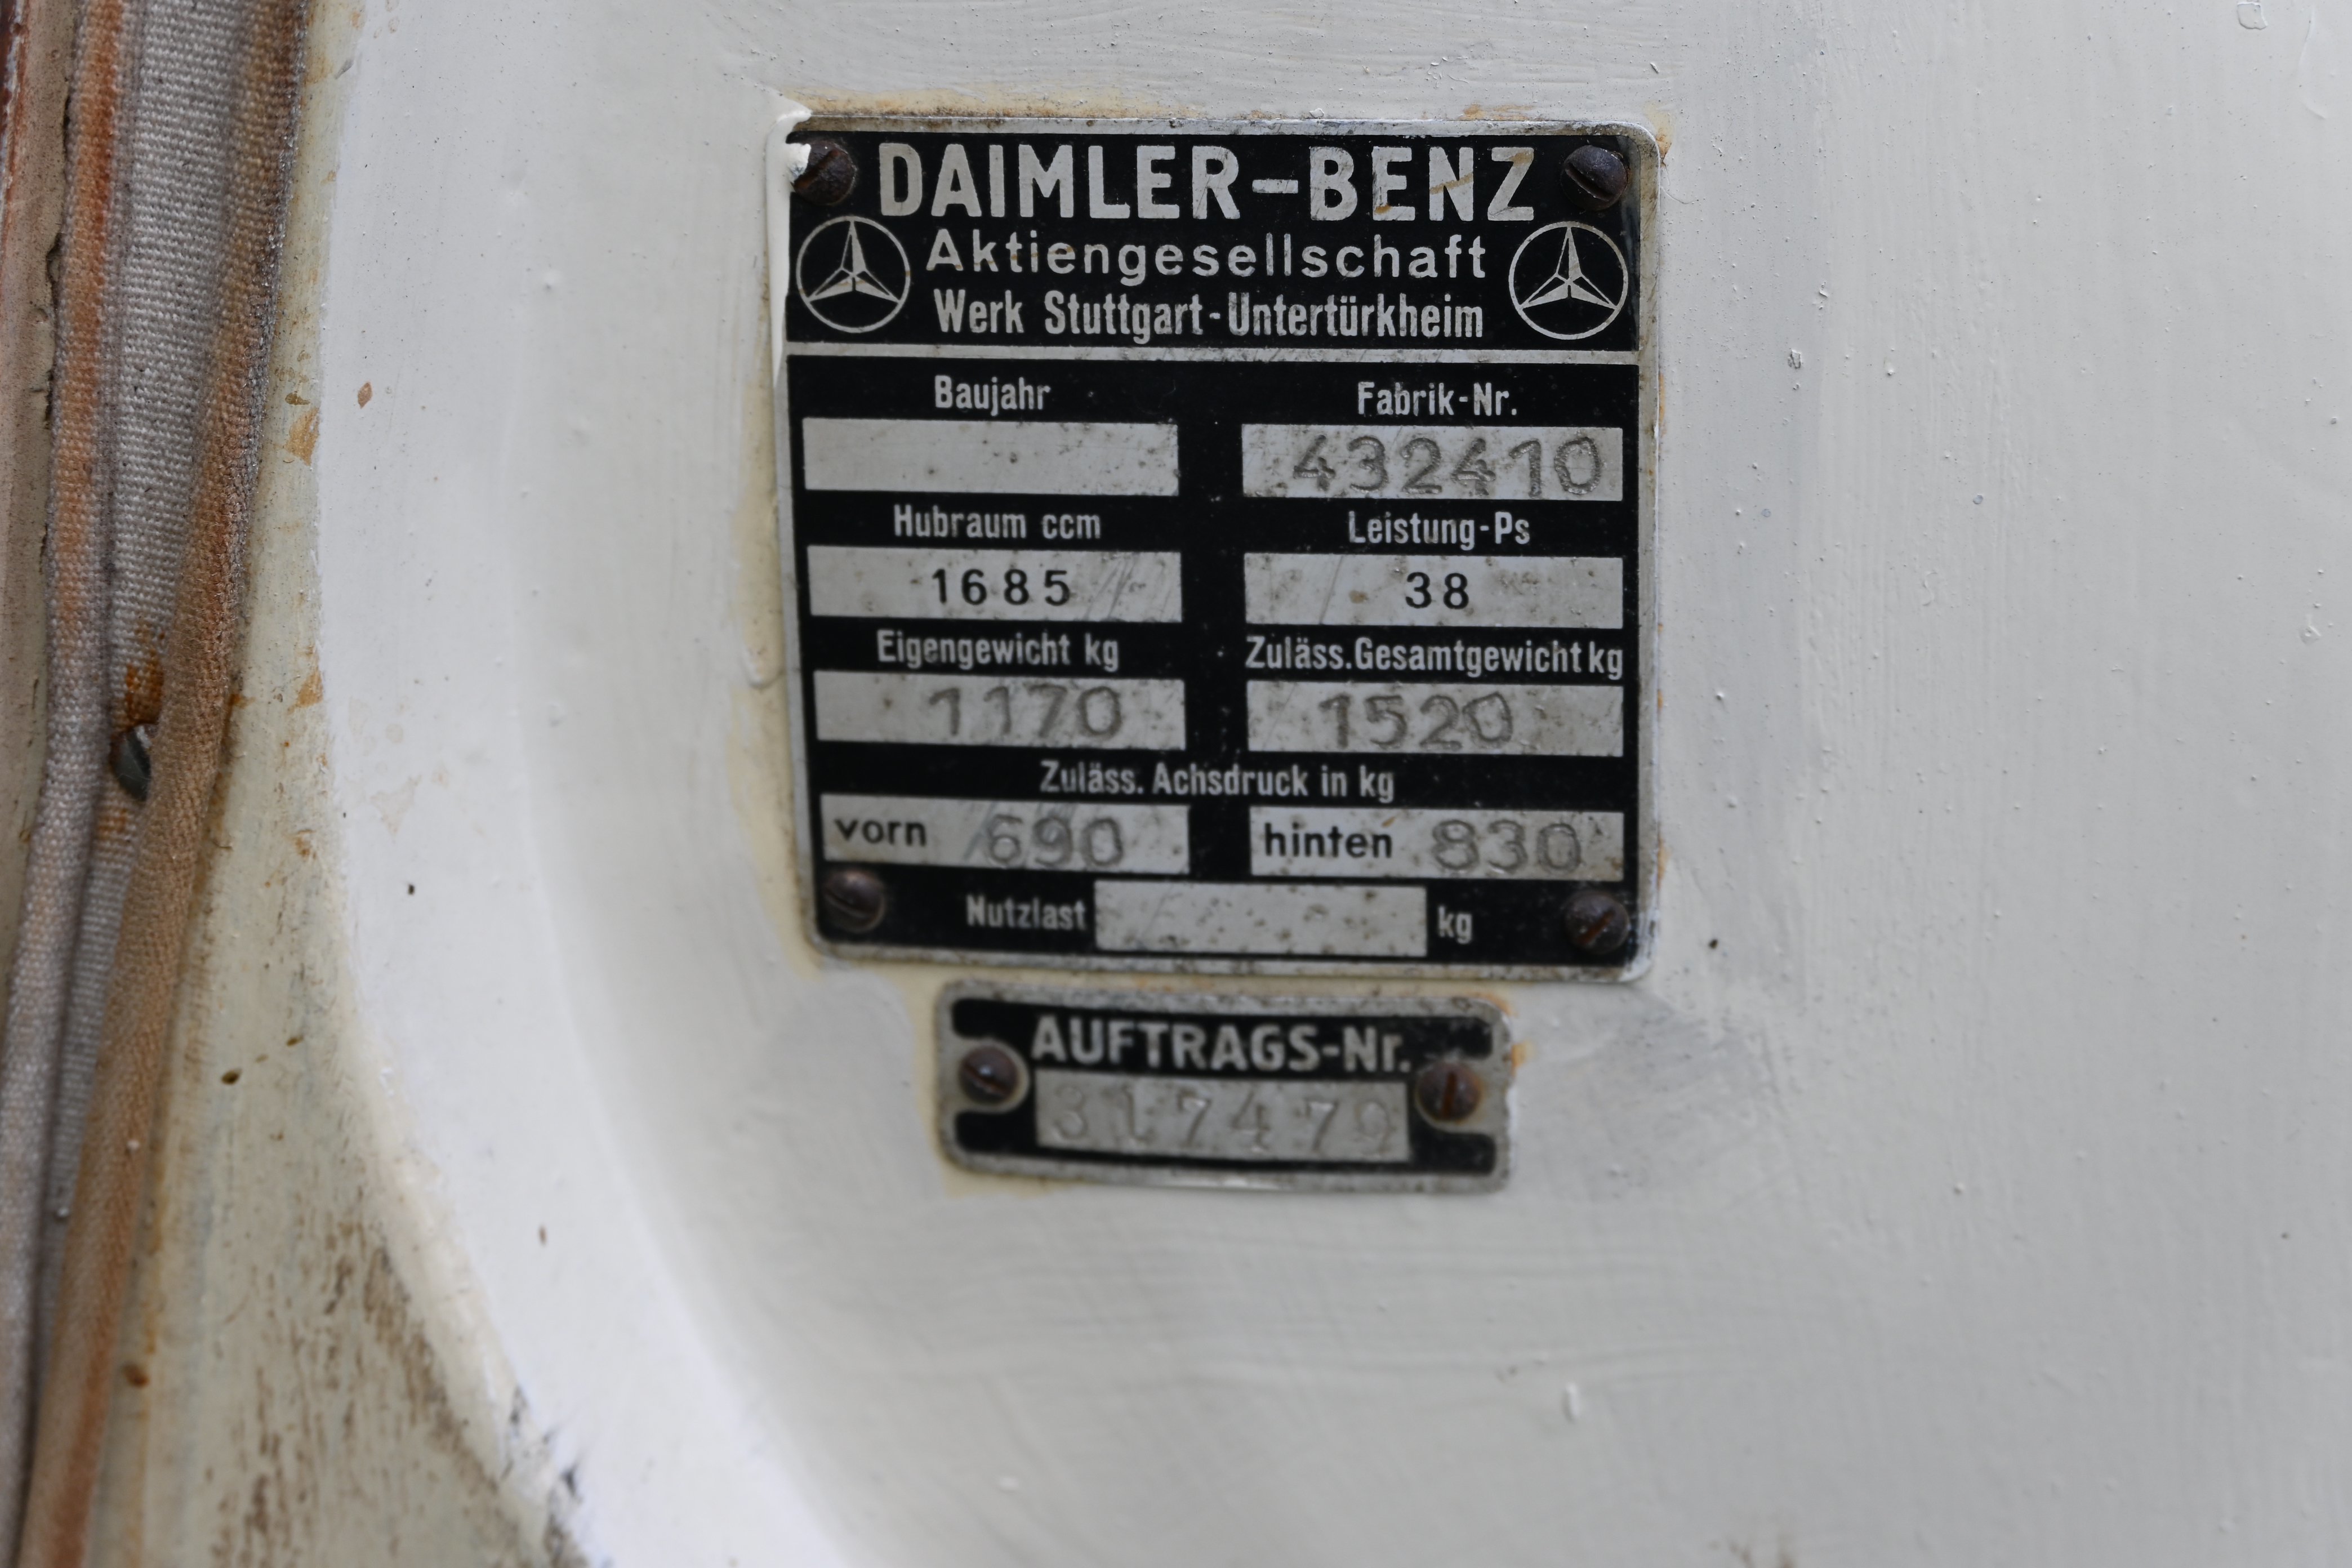 DAIMLER-BENZ
Aktiengesellschaft
Werk Stuttgart-Untertürkheim
Baujahr Fabrik-Nr.
432410
Hubraum ccm Leistung-Ps
1685 38
Eigengewicht kg Zuläss.Gesamtgewicht kg
1170 1520
Zuläss. Achsdruck in kg
vorn 690 hinten 830
Nutzlast kg
AUFTRAGS-Nr.
317479